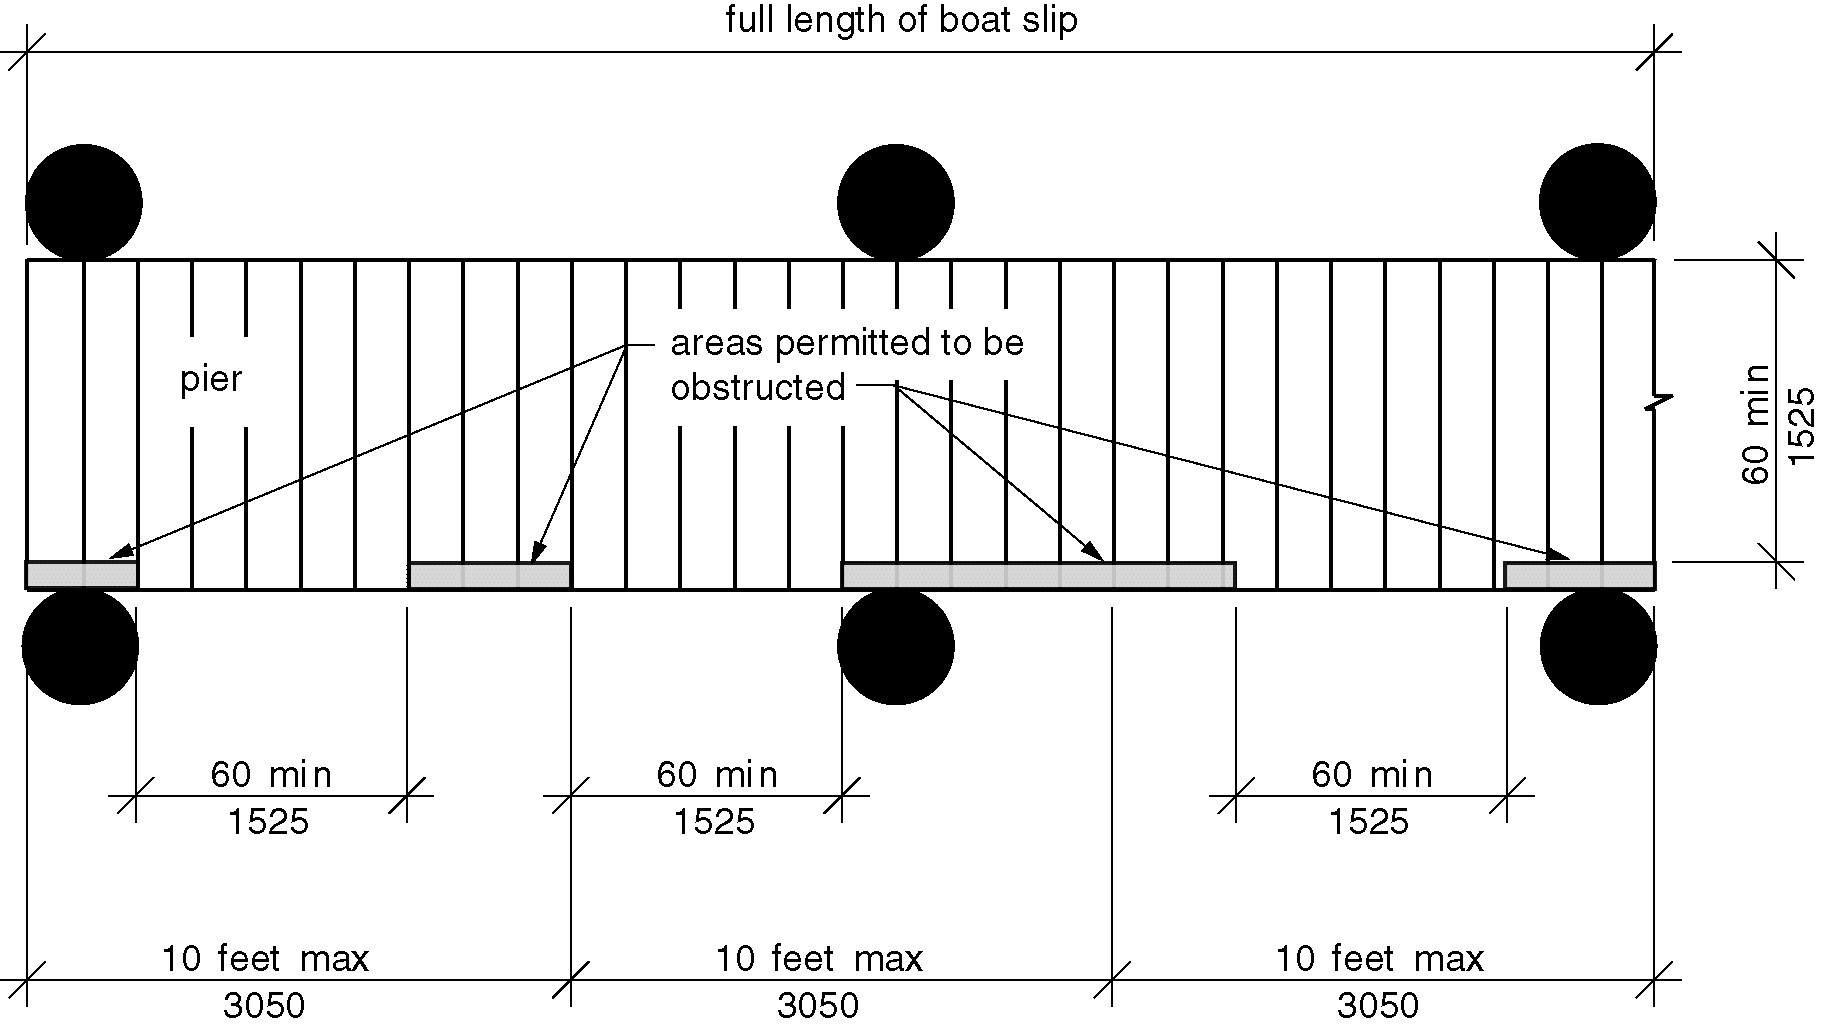 full length of boat slip
areas permitted to be
obstructed
pier
60 min
1525
60 min
1525
60 min
1525
60 min
1525
10 feet max
3050
10 feet max
3050
10 feet max
3050